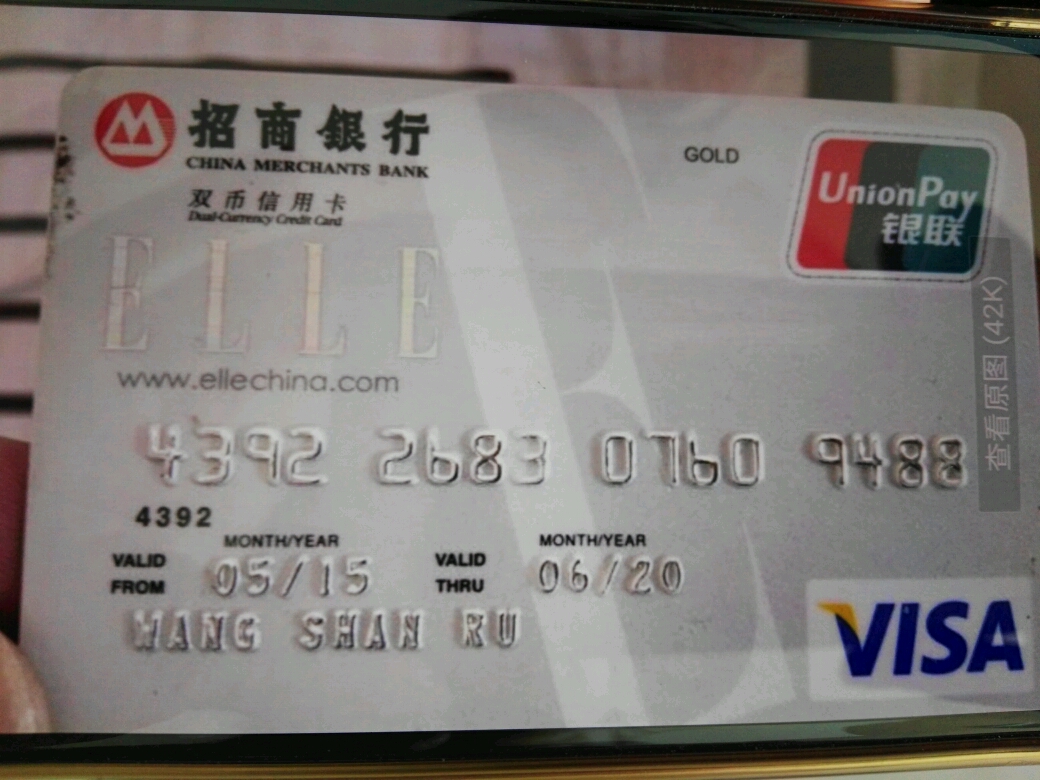 招商銀行
CHINA MERCHANTS BANK
双币信用卡
Dual-Currency Credit Card
GOLD
UnionPay
银联
ELLE
www.ellechina.com
4392 2683 0760 9488
4392
MONTH/YEAR MONTH/YEAR
VALID FROM 05/15 VALID THRU 06/20
WANG SHAN RU
VISA
查看原图 (42K)